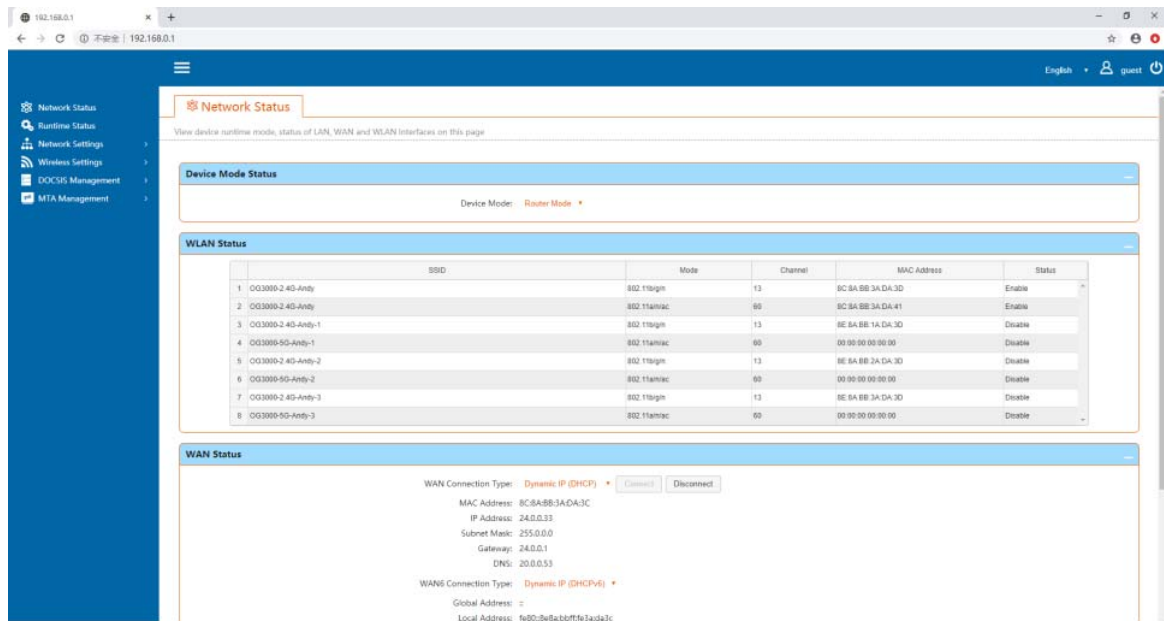 192.168.0.1
不安全 | 192.168.0.1
English guest
Network Status
Runtime Status
Network Settings
Wireless Settings
DOCSIS Management
MTA Management
Network Status
View device runtime mode, status of LAN, WAN and WLAN interfaces on this page
Device Mode Status
Device Mode: Router Mode
WLAN Status
SSID Mode Channel MAC Address Status
1 OG3000-2.4G-Andy 802.11b/g/n 13 8C:8A:BB:3A:DA:3D Enable
2 OG3000-2.4G-Andy 802.11a/n/ac 60 8C:8A:BB:3A:DA:41 Enable
3 OG3000-2.4G-Andy-1 802.11b/g/n 13 8E:8A:BB:1A:DA:3D Disable
4 OG3000-5G-Andy-1 802.11a/n/ac 60 00:00:00:00:00:00 Disable
5 OG3000-2.4G-Andy-2 802.11b/g/n 13 8E:8A:BB:2A:DA:3D Disable
6 OG3000-5G-Andy-2 802.11a/n/ac 60 00:00:00:00:00:00 Disable
7 OG3000-2.4G-Andy-3 802.11b/g/n 13 8E:8A:BB:3A:DA:3D Disable
8 OG3000-5G-Andy-3 802.11a/n/ac 60 00:00:00:00:00:00 Disable
WAN Status
WAN Connection Type: Dynamic IP (DHCP) Connect Disconnect
MAC Address: 8C:8A:BB:3A:DA:3C
IP Address: 24.0.0.33
Subnet Mask: 255.0.0.0
Gateway: 24.0.0.1
DNS: 20.0.0.53
WAN6 Connection Type: Dynamic IP (DHCPv6)
Global Address: ::
Local Address: fe80::8e8a:bbff:fe3a:da3c